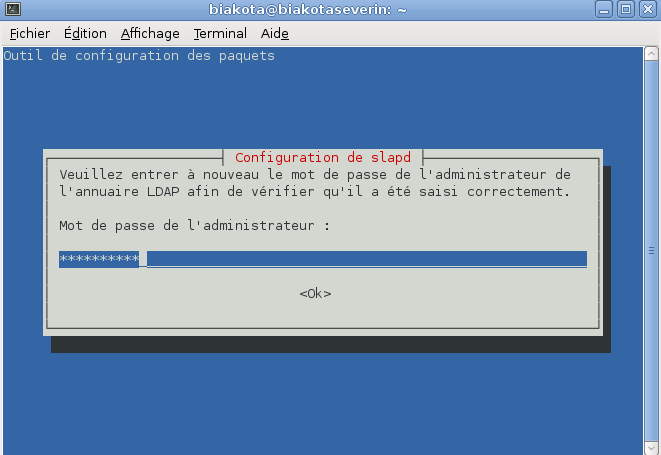 biakota@biakotaseverin: ~
Fichier Édition Affichage Terminal Aide
Outil de configuration des paquets
Configuration de slapd
Veuillez entrer à nouveau le mot de passe de l'administrateur de
l'annuaire LDAP afin de vérifier qu'il a été saisi correctement.
Mot de passe de l'administrateur :
**********
<Ok>